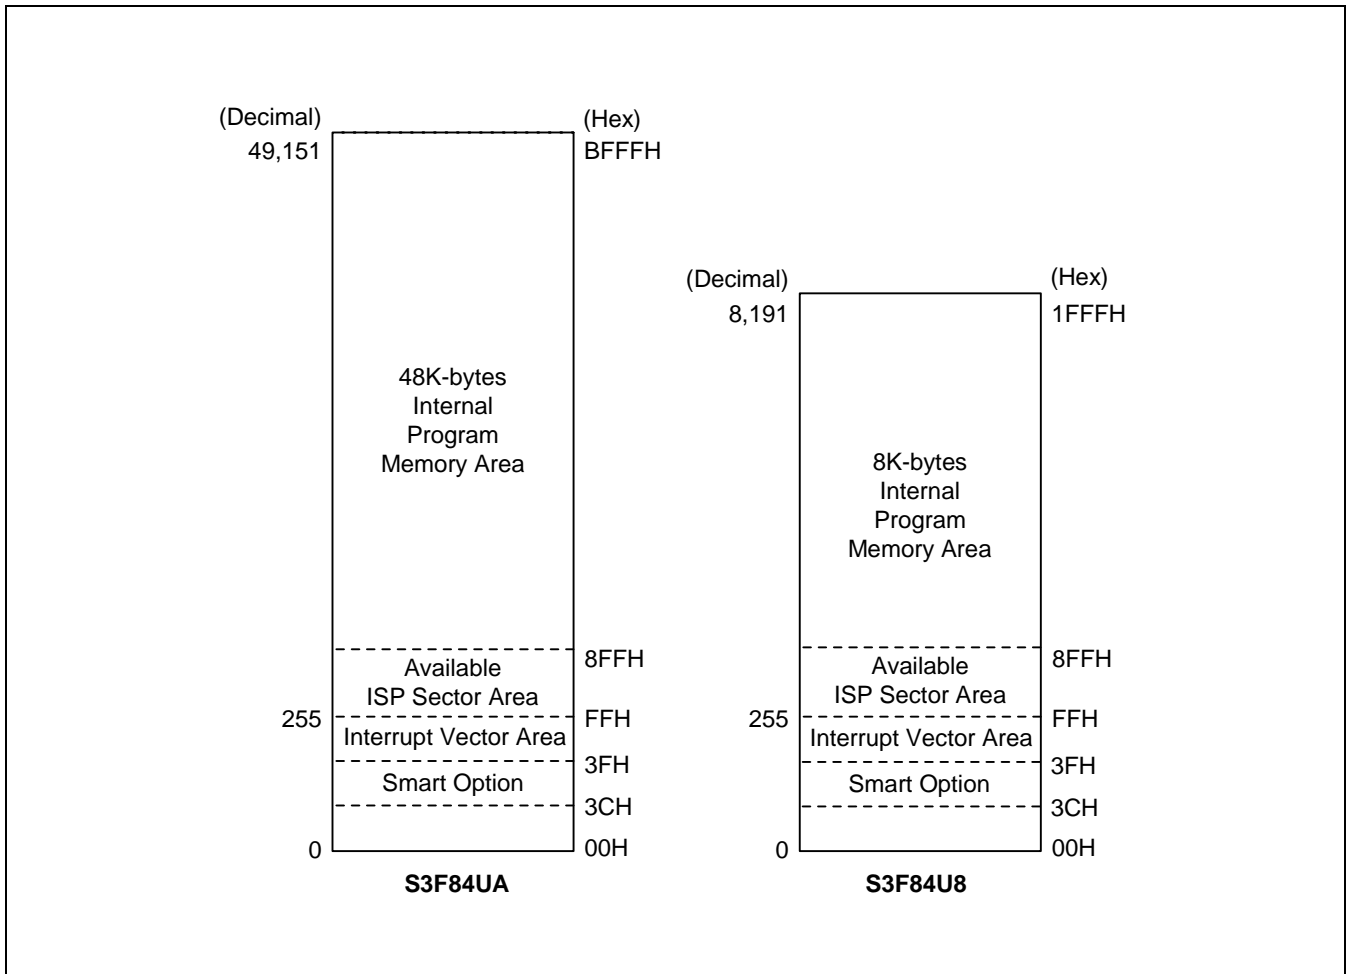 (Decimal)
(Hex)
49,151
BFFFH
48K-bytes
Internal
Program
Memory Area
8FFH
Available
ISP Sector Area
255
FFH
Interrupt Vector Area
3FH
Smart Option
3CH
0
00H
S3F84UA
(Decimal)
(Hex)
8,191
1FFFH
8K-bytes
Internal
Program
Memory Area
8FFH
Available
ISP Sector Area
255
FFH
Interrupt Vector Area
3FH
Smart Option
3CH
0
00H
S3F84U8